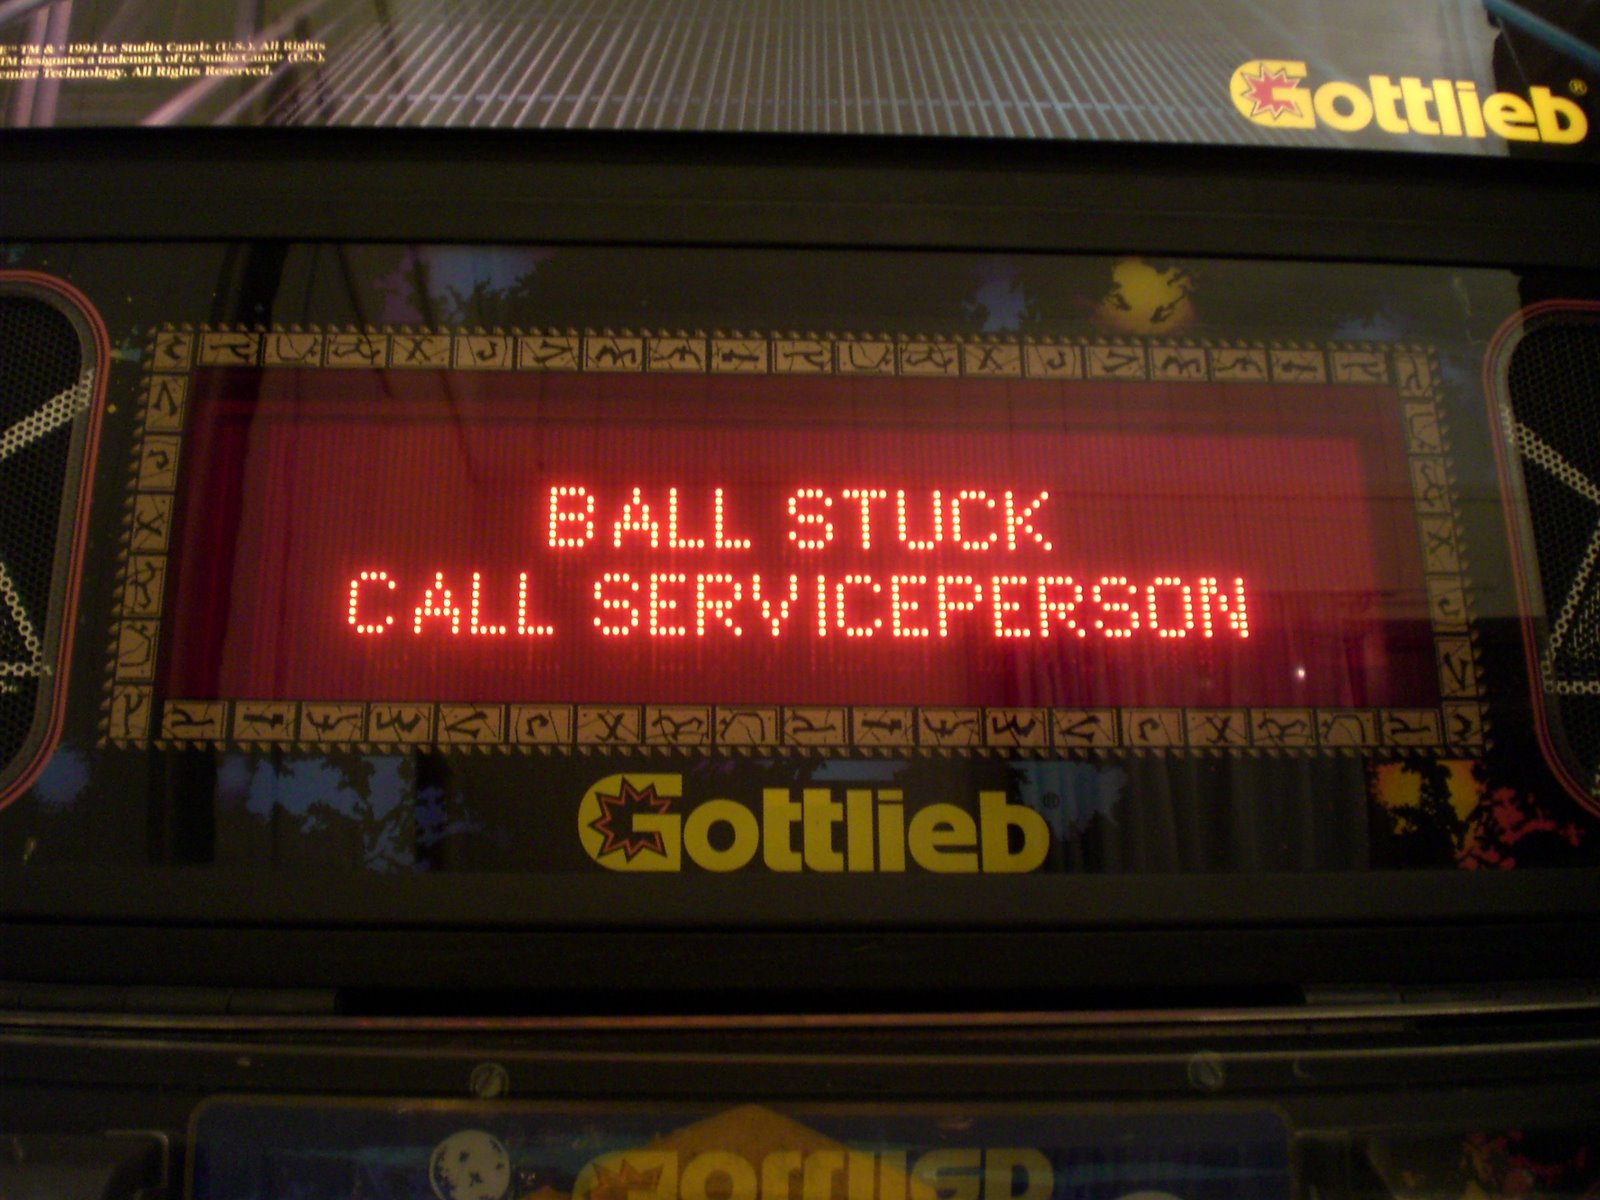 TM & © 1994 Le Studio Canal+ (U.S.). All Rights
TM designates a trademark of Le Studio Canal+ (U.S.).
Technology. All Rights Reserved.
Gottlieb®
BALL STUCK
CALL SERVICEPERSON
Gottlieb®
Gottlieb